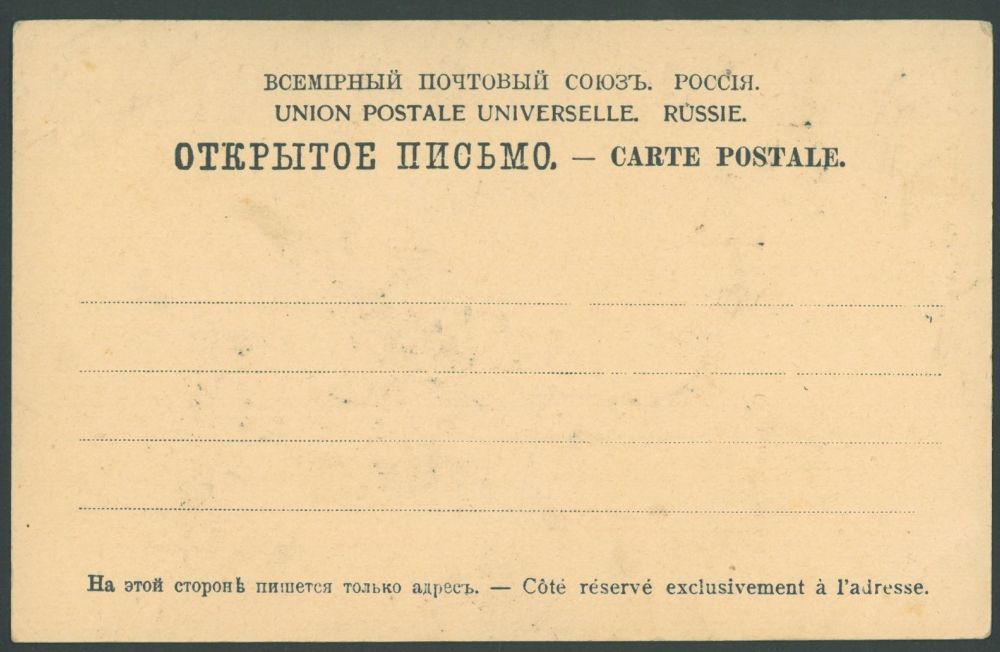 ВСЕМІРНЫЙ ПОЧТОВЫЙ СОЮЗЪ. РОССІЯ.
UNION POSTALE UNIVERSELLE. RUSSIE.
ОТКРЫТОЕ ПИСЬМО. — CARTE POSTALE.
На этой сторонѣ пишется только адресъ. — Côté réservé exclusivement à l'adresse.